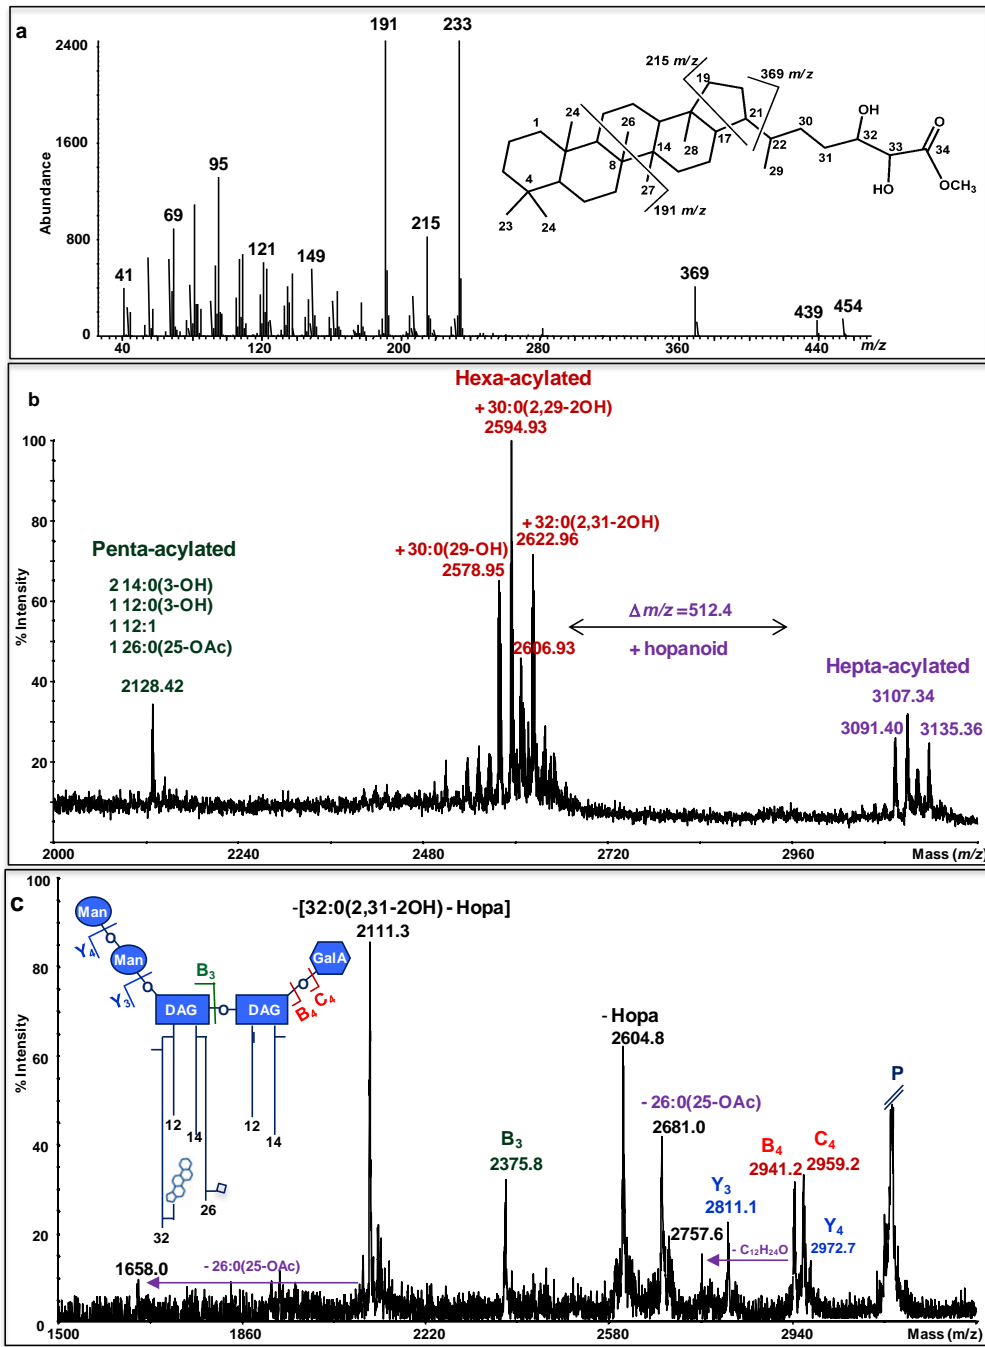 a
2400
1600
800
0
Abundance
40
120
200
280
360
440
m/z
41
69
95
121
149
191
215
233
369
439
454
215 m/z
369 m/z
191 m/z
1
4
8
14
17
19
21
22
23
24
24
26
27
28
29
30
31
32
33
34
OH
HO
O
OCH3
b
Hexa-acylated
+30:0(2,29-2OH)
2594.93
+32:0(2,31-2OH)
2622.96
+30:0(29-OH)
2578.95
2606.93
Penta-acylated
2 14:0(3-OH)
1 12:0(3-OH)
1 12:1
1 26:0(25-OAc)
2128.42
Δ m/z=512.4
+ hopanoid
Hepta-acylated
3107.34
3091.40
3135.36
100
80
60
40
20
% Intensity
2000
2240
2480
2720
2960
Mass (m/z)
c
100
80
60
40
20
0
% Intensity
Man
Man
Y4
Y3
DAG
B3
DAG
GalA
B4
C4
12
14
12
14
26
32
-[32:0(2,31-2OH) - Hopa]
2111.3
- Hopa
2604.8
- 26:0(25-OAc)
2681.0
B3
2375.8
B4
2941.2
C4
2959.2
Y3
2811.1
Y4
2972.7
2757.6
- C12H24O
P
1658.0
- 26:0(25-OAc)
1500
1860
2220
2580
2940
Mass (m/z)